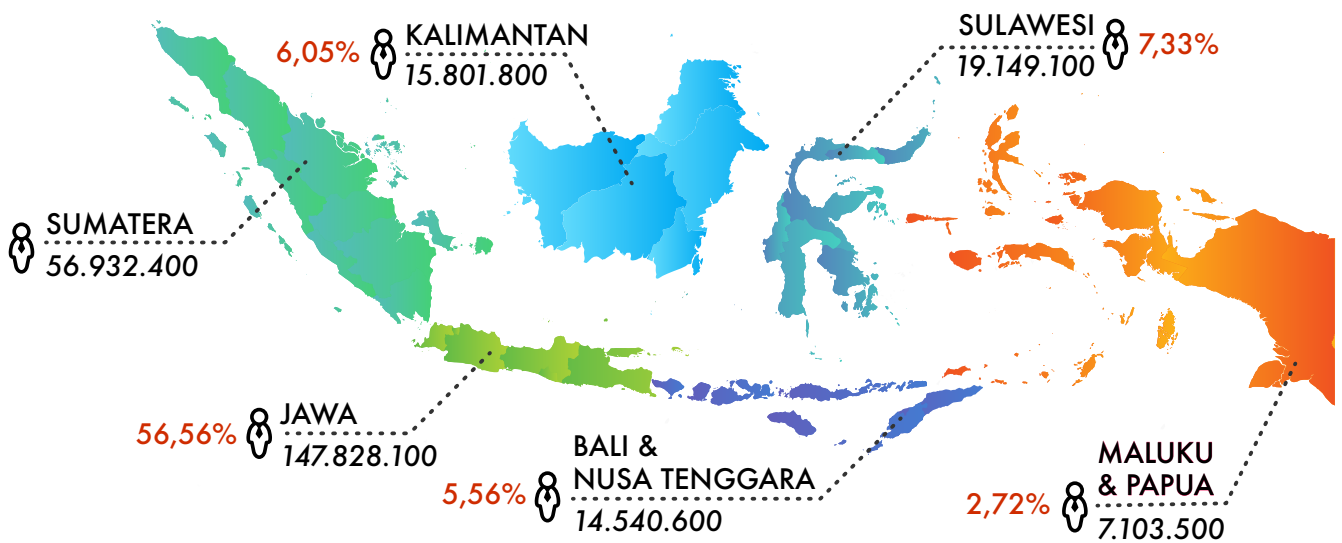 6,05%
KALIMANTAN
15.801.800
SULAWESI
19.149.100
7,33%
SUMATERA
56.932.400
56,56%
JAWA
147.828.100
5,56%
BALI &
NUSA TENGGARA
14.540.600
2,72%
MALUKU
& PAPUA
7.103.500